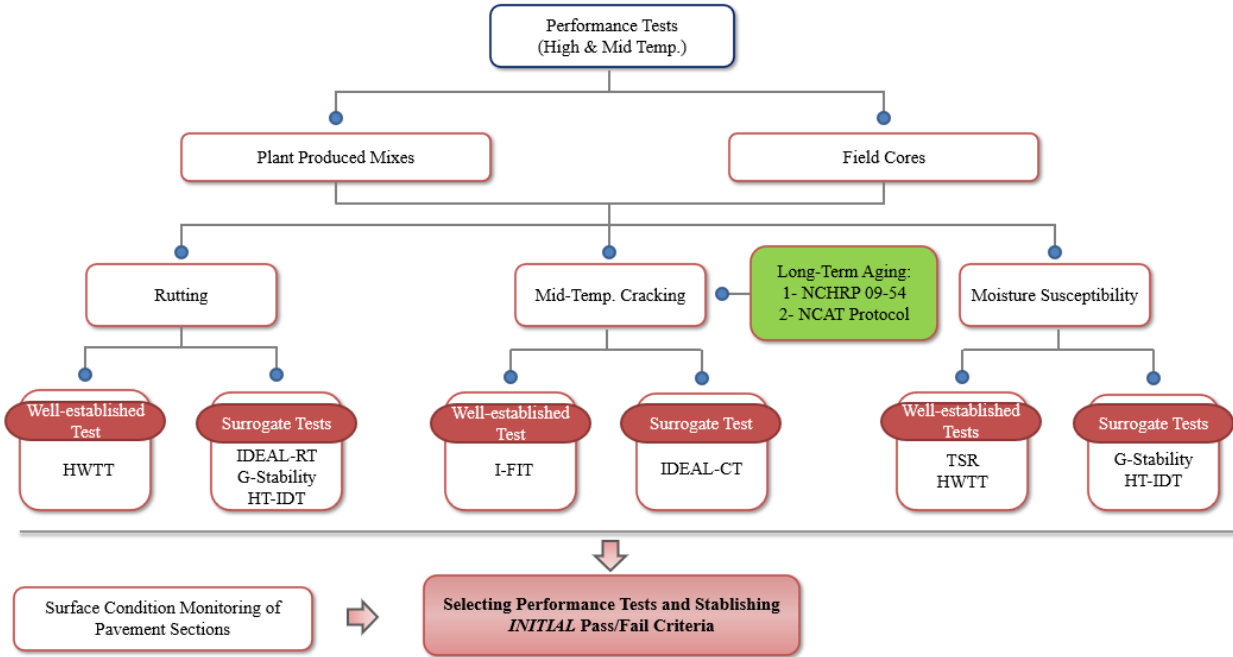 Performance Tests
(High & Mid Temp.)
Plant Produced Mixes
Field Cores
Rutting
Mid-Temp. Cracking
Long-Term Aging:
1- NCHRP 09-54
2- NCAT Protocol
Moisture Susceptibility
Well-established
Test
HWTT
Surrogate Tests
IDEAL-RT
G-Stability
HT-IDT
Well-established
Test
I-FIT
Surrogate Test
IDEAL-CT
Well-established
Tests
TSR
HWTT
Surrogate Tests
G-Stability
HT-IDT
Surface Condition Monitoring of
Pavement Sections
Selecting Performance Tests and Stablishing
INITIAL Pass/Fail Criteria